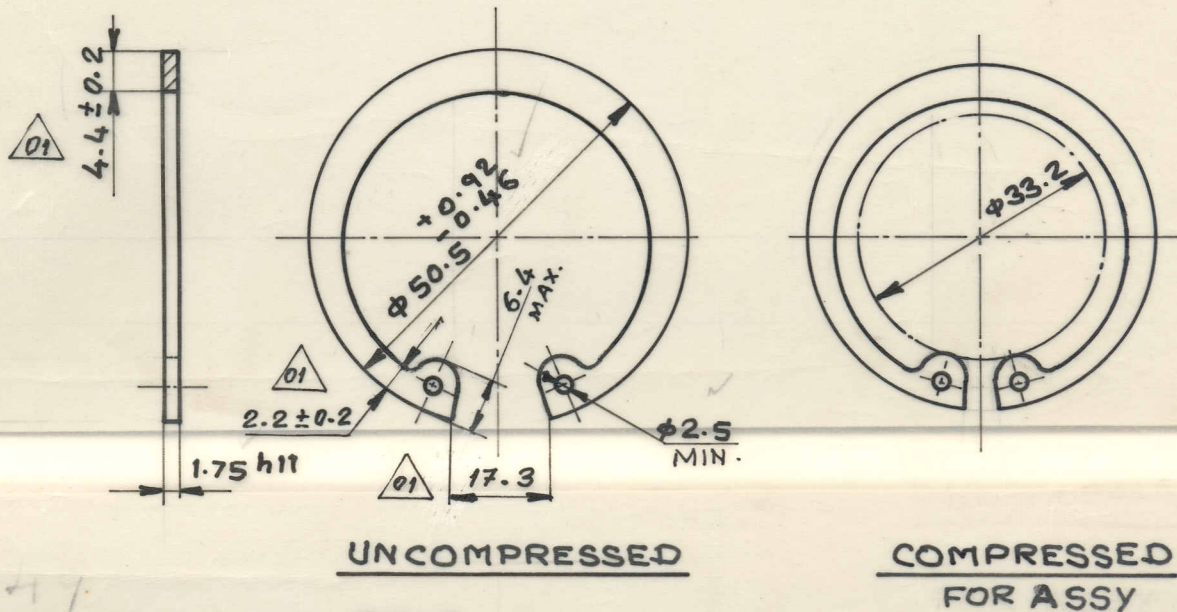 01
4.4 ± 0.2
1.75 h11
ϕ50.5 +0.92 -0.46
6.4 MAX.
01
2.2 ± 0.2
01
17.3
ϕ2.5
MIN.
UNCOMPRESSED
ϕ33.2
COMPRESSED
FOR ASSY